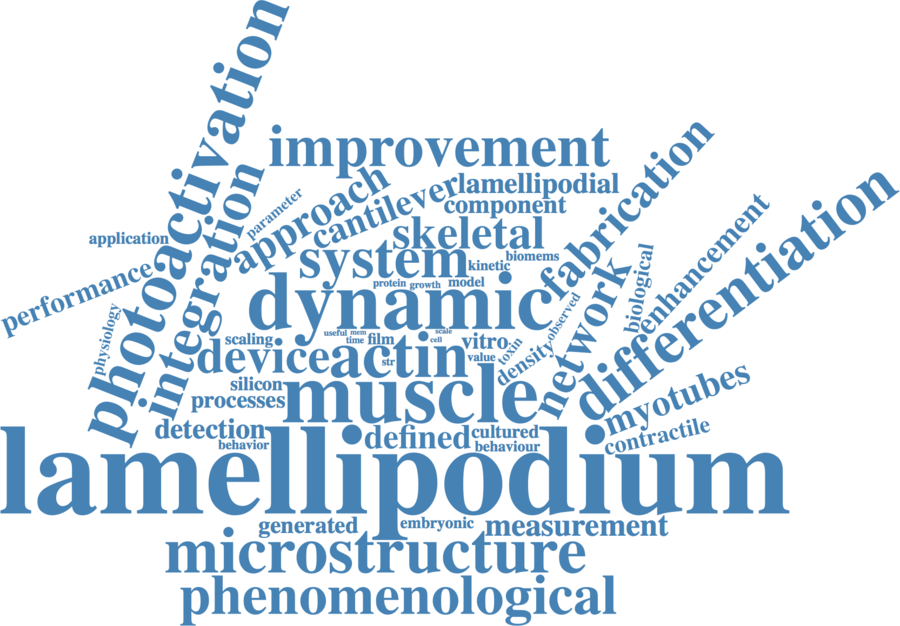 photoactivation
improvement
integration
parameter
approach
cantilever
lamellipodial
component
fabrication
differentiation
enhancement
application
performance
skeletal
system
kinetic
biomems
protein
growth
model
dynamic
physiology
biological
observed
network
scaling
useful
mem
time
film
scale
cell
vitro
value
toxin
density
device
actin
str
silicon
processes
muscle
myotubes
contractile
detection
behavior
defined
cultured
behaviour
lamellipodium
generated
embryonic
measurement
microstructure
phenomenological